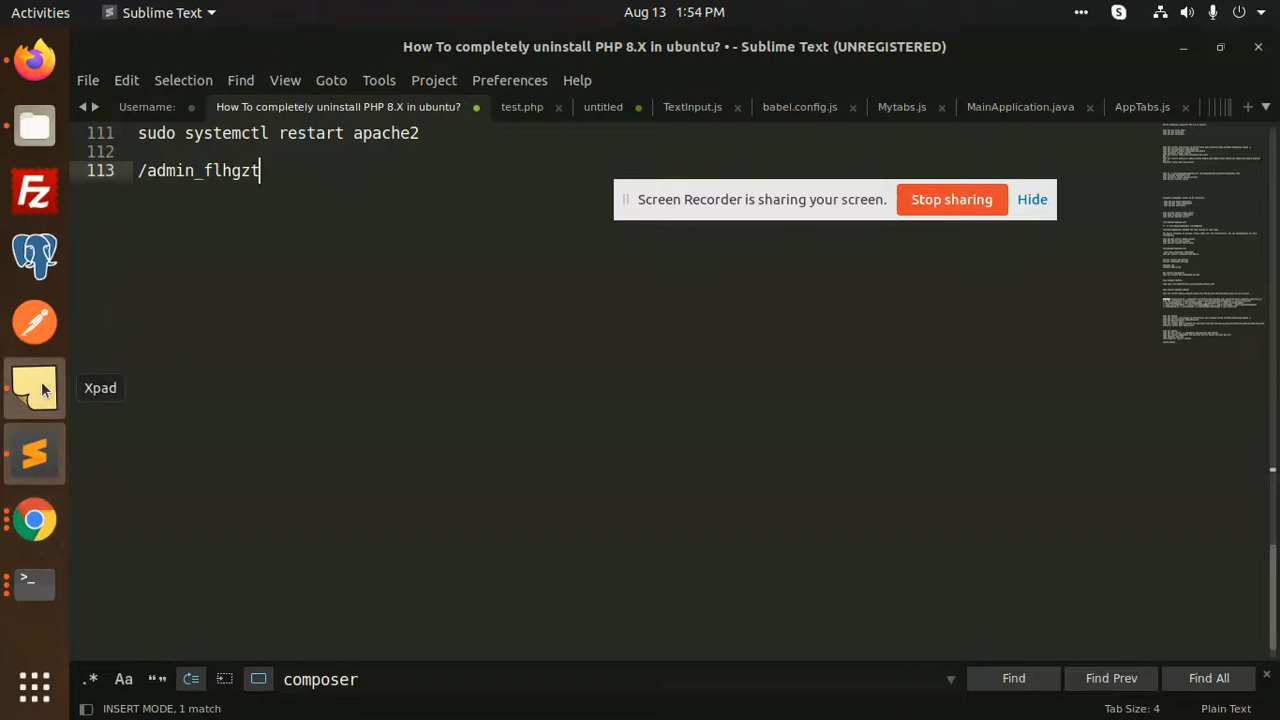 Activities
Sublime Text
Aug 13 1:54 PM
How To completely uninstall PHP 8.X in ubuntu? • - Sublime Text (UNREGISTERED)
File Edit Selection Find View Goto Tools Project Preferences Help
Username: How To completely uninstall PHP 8.X in ubuntu? test.php untitled TextInput.js babel.config.js Mytabs.js MainApplication.java AppTabs.js
111 sudo systemctl restart apache2
112
113 /admin_flhgzt
Screen Recorder is sharing your screen. Stop sharing Hide
Xpad
.* Aa “” composer Find Find Prev Find All
INSERT MODE, 1 match Tab Size: 4 Plain Text